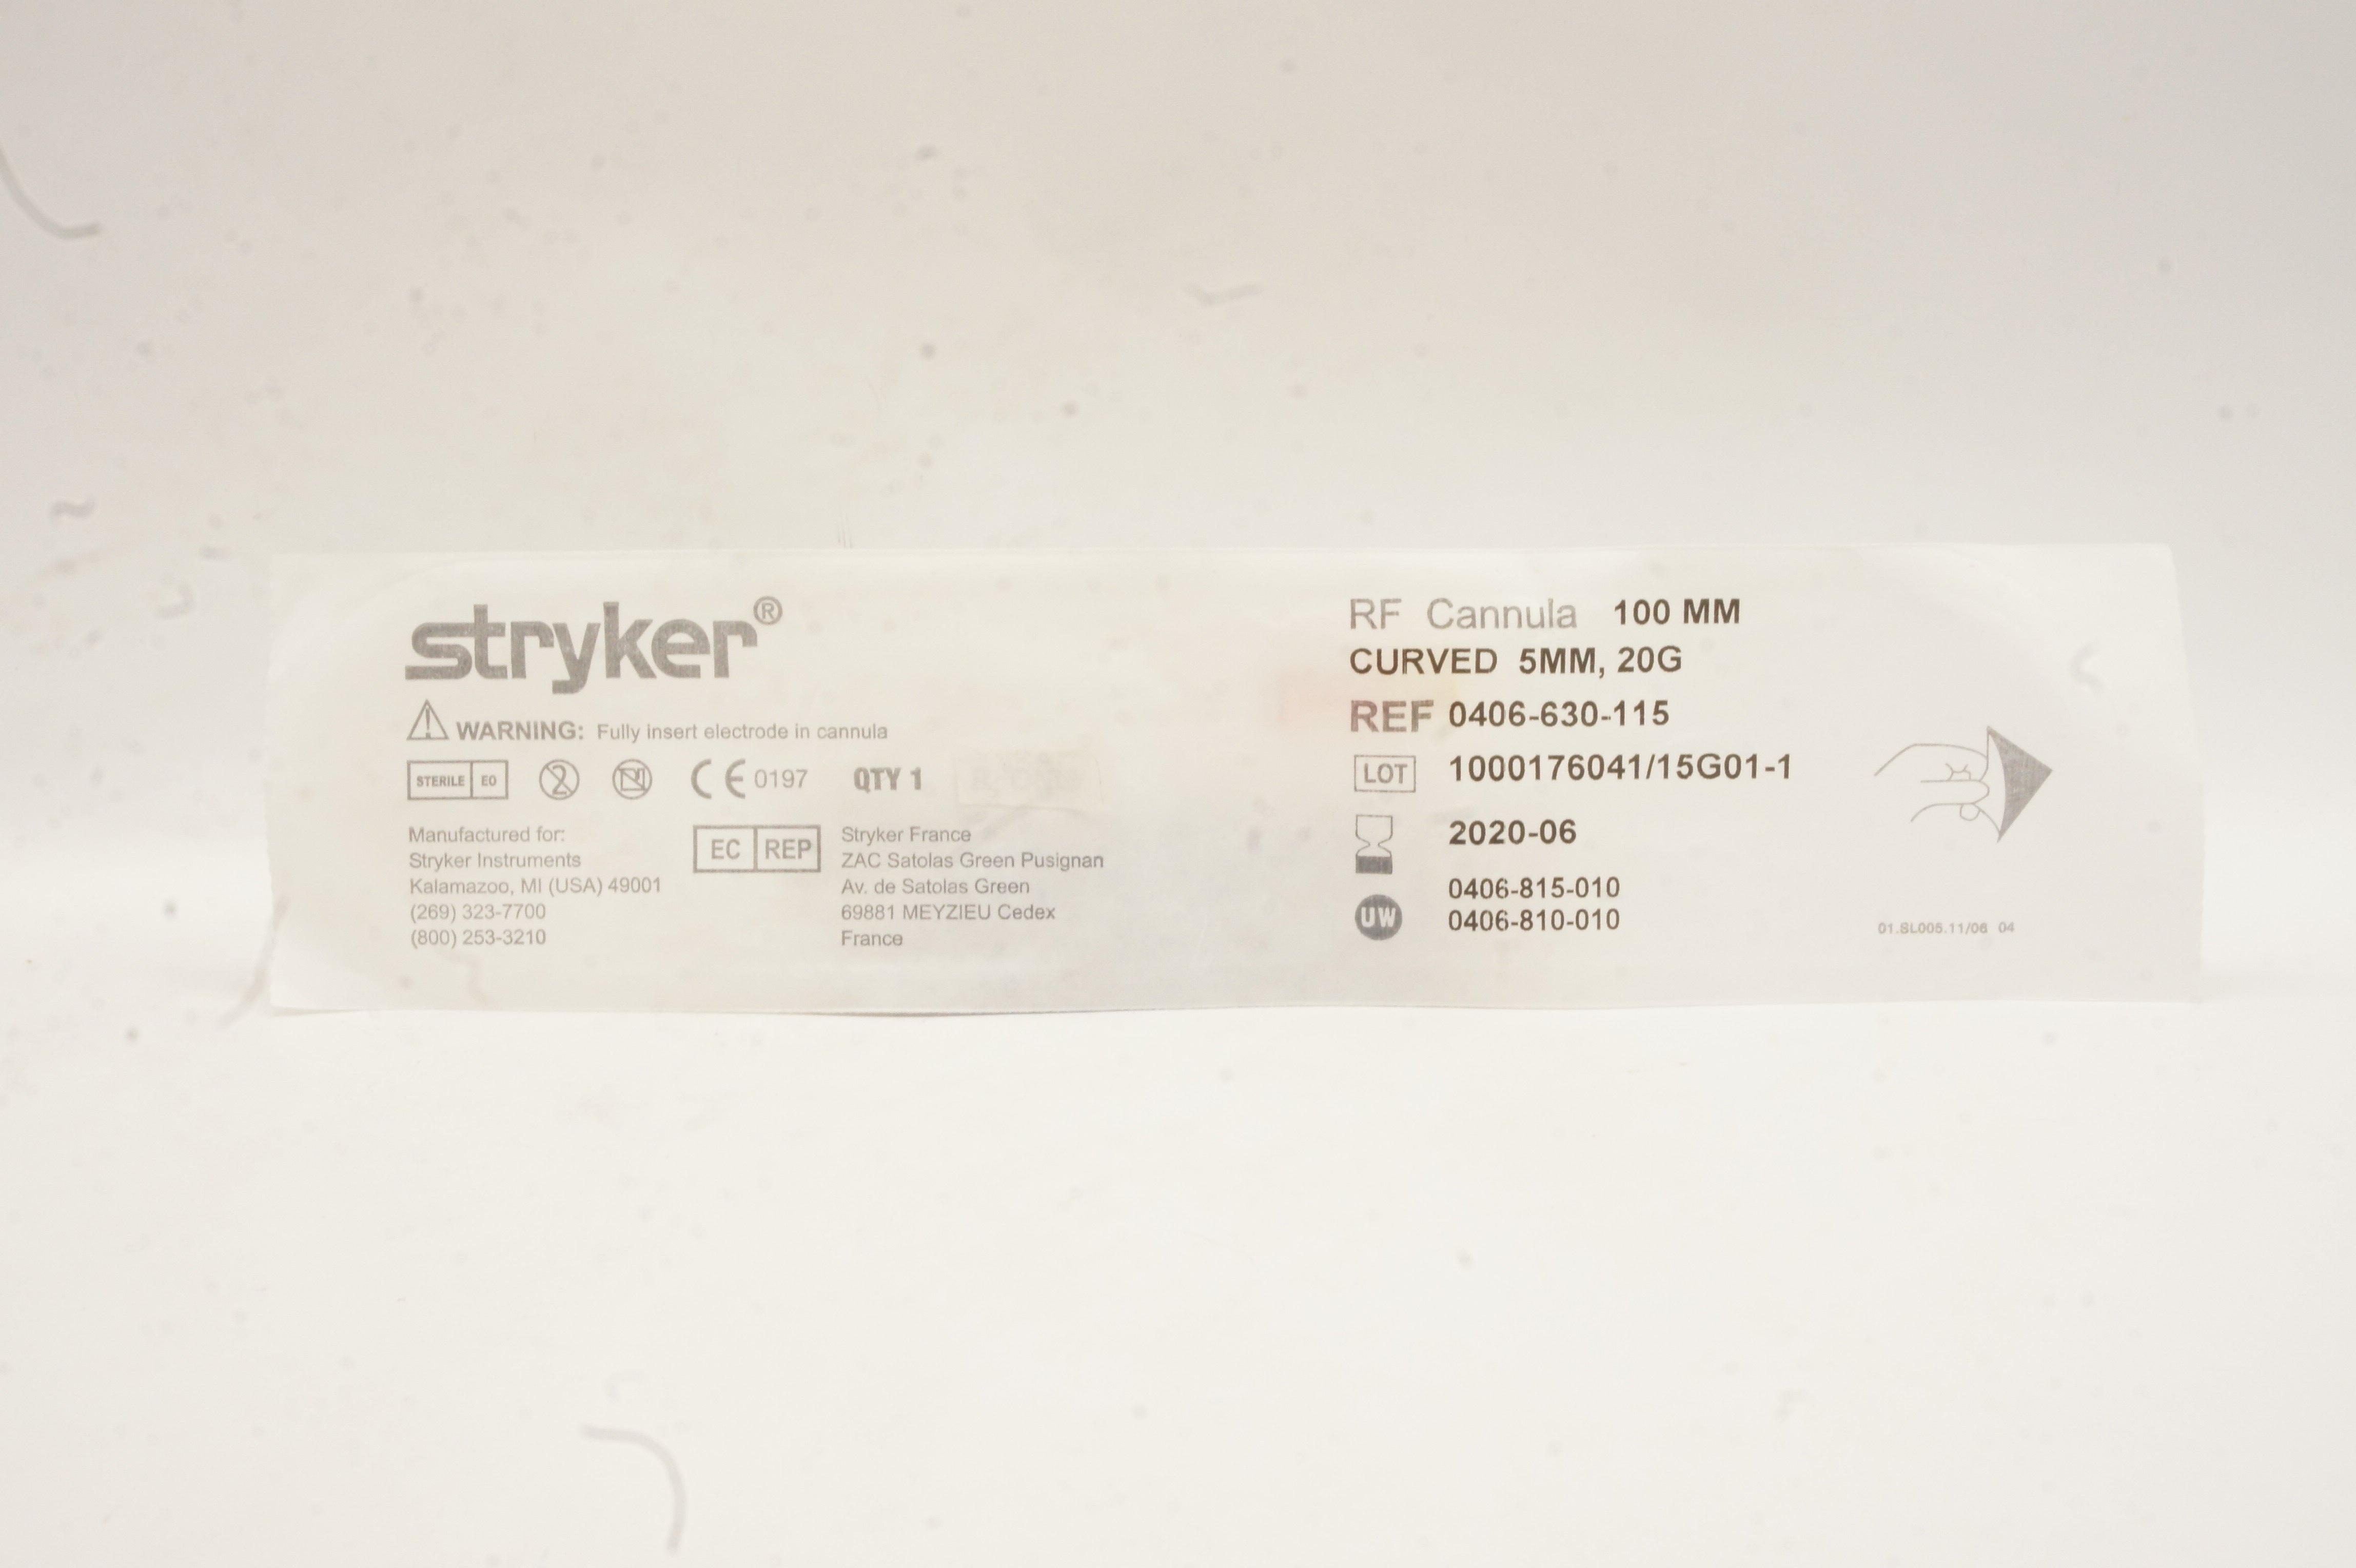 stryker®
WARNING: Fully insert electrode in cannula
STERILE EO
2
CE 0197 QTY 1
Manufactured for:
Stryker Instruments
Kalamazoo, MI (USA) 49001
(269) 323-7700
(800) 253-3210
EC REP
Stryker France
ZAC Satolas Green Pusignan
Av. de Satolas Green
69881 MEYZIEU Cedex
France
RF Cannula 100 MM
CURVED 5MM, 20G
REF 0406-630-115
LOT 1000176041/15G01-1
2020-06
0406-815-010
UW 0406-810-010
01.SL005.11/06 04